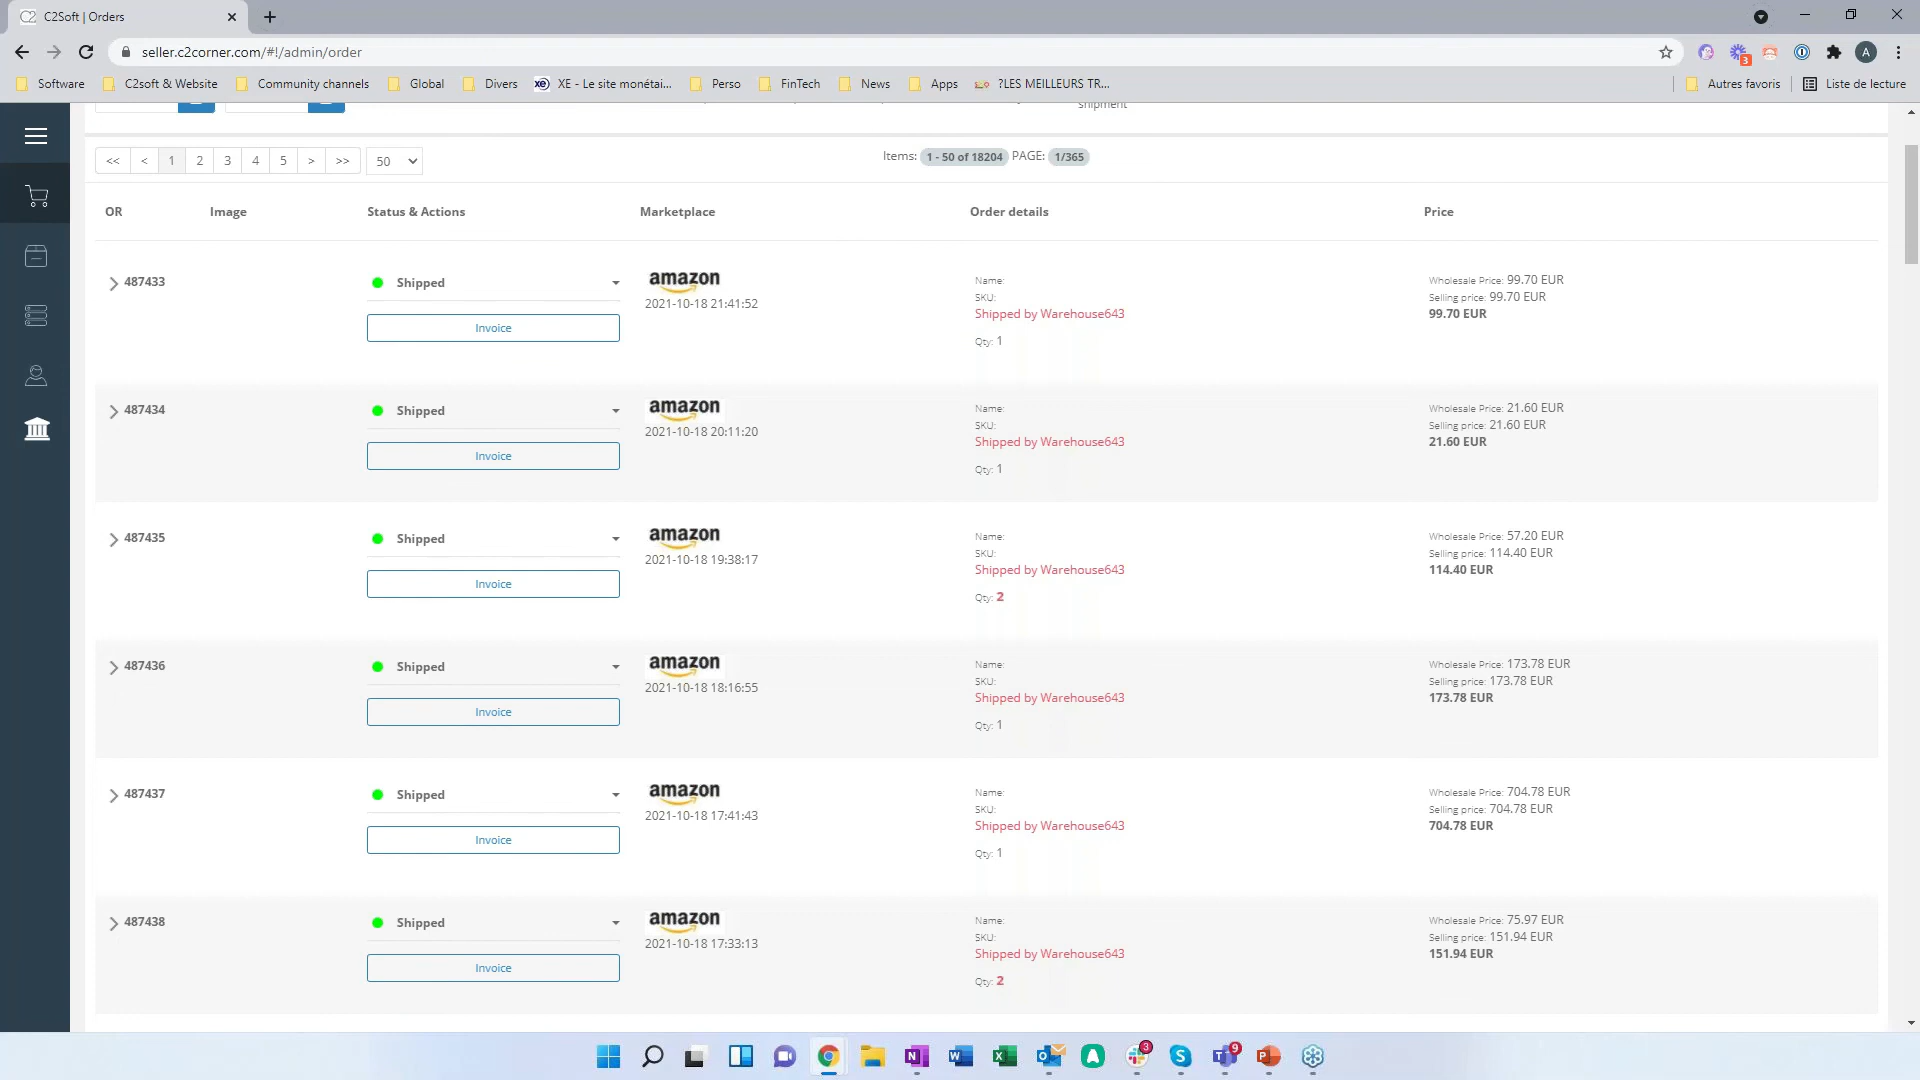 C2 C2Soft | Orders
seller.c2corner.com/#!/admin/order
3
A
Software C2soft & Website Community channels Global Divers XE - Le site monétai... Perso FinTech News Apps ?LES MEILLEURS TR... Autres favoris Liste de lecture
shipment
<< < 1 2 3 4 5 > >> 50 Items: 1 - 50 of 18204 PAGE: 1/365
OR Image Status & Actions Marketplace Order details Price
487433 Shipped amazon Name: Wholesale Price: 99.70 EUR
2021-10-18 21:41:52 SKU: Selling price: 99.70 EUR
Invoice Shipped by Warehouse643 99.70 EUR
Qty: 1
487434 Shipped amazon Name: Wholesale Price: 21.60 EUR
2021-10-18 20:11:20 SKU: Selling price: 21.60 EUR
Invoice Shipped by Warehouse643 21.60 EUR
Qty: 1
487435 Shipped amazon Name: Wholesale Price: 57.20 EUR
2021-10-18 19:38:17 SKU: Selling price: 114.40 EUR
Invoice Shipped by Warehouse643 114.40 EUR
Qty: 2
487436 Shipped amazon Name: Wholesale Price: 173.78 EUR
2021-10-18 18:16:55 SKU: Selling price: 173.78 EUR
Invoice Shipped by Warehouse643 173.78 EUR
Qty: 1
487437 Shipped amazon Name: Wholesale Price: 704.78 EUR
2021-10-18 17:41:43 SKU: Selling price: 704.78 EUR
Invoice Shipped by Warehouse643 704.78 EUR
Qty: 1
487438 Shipped amazon Name: Wholesale Price: 75.97 EUR
2021-10-18 17:33:13 SKU: Selling price: 151.94 EUR
Invoice Shipped by Warehouse643 151.94 EUR
Qty: 2
3 9